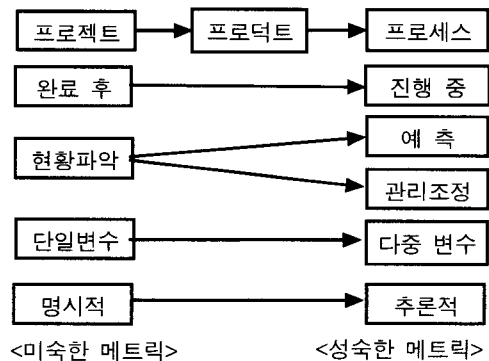 프로젝트 프로덕트 프로세스
완료 후 진행 중
현황파악 예 측
관리조정
단일변수 다중 변수
명시적 추론적
<미숙한 메트릭> <성숙한 메트릭>